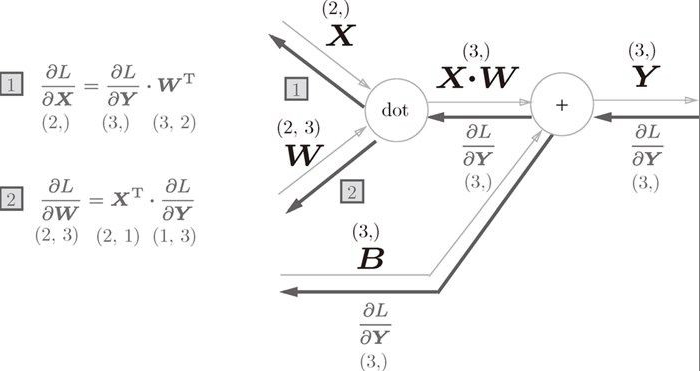 1 ∂L/∂X = ∂L/∂Y · W^T
(2,) (3,) (3, 2)
2 ∂L/∂W = X^T · ∂L/∂Y
(2, 3) (2, 1) (1, 3)
(2,)
X
1
(2, 3)
W
2
dot
(3,)
X·W
∂L/∂Y
(3,)
+
(3,)
Y
∂L/∂Y
(3,)
(3,)
B
∂L/∂Y
(3,)